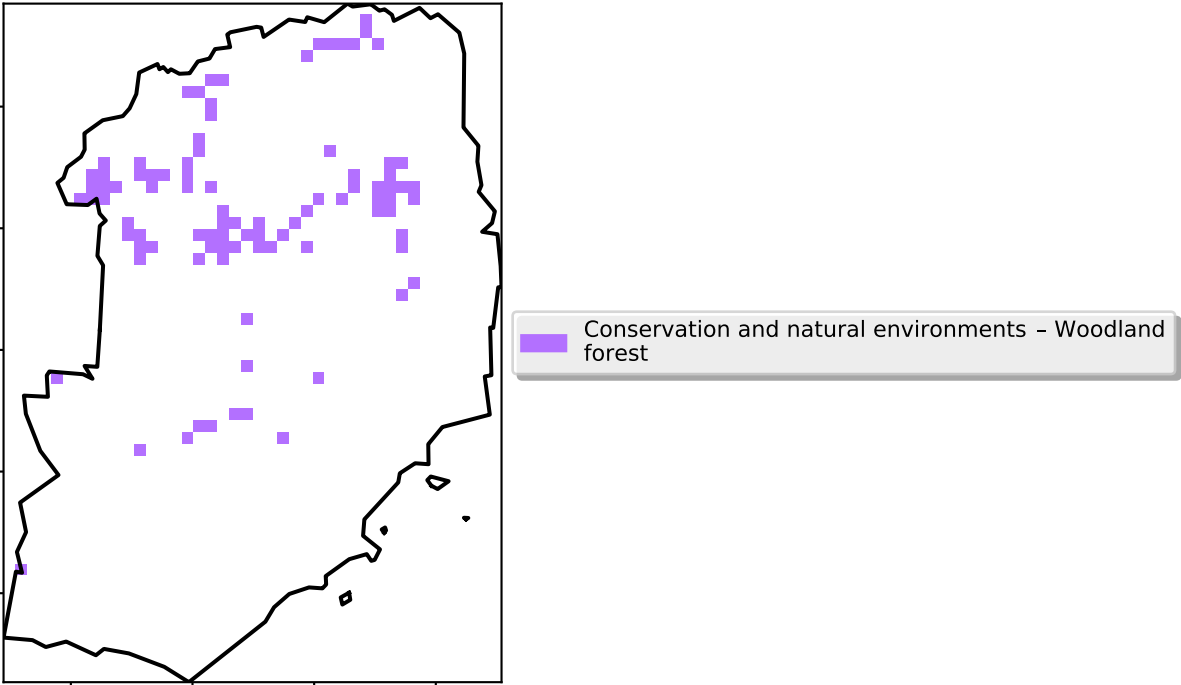 Conservation and natural environments – Woodland
forest